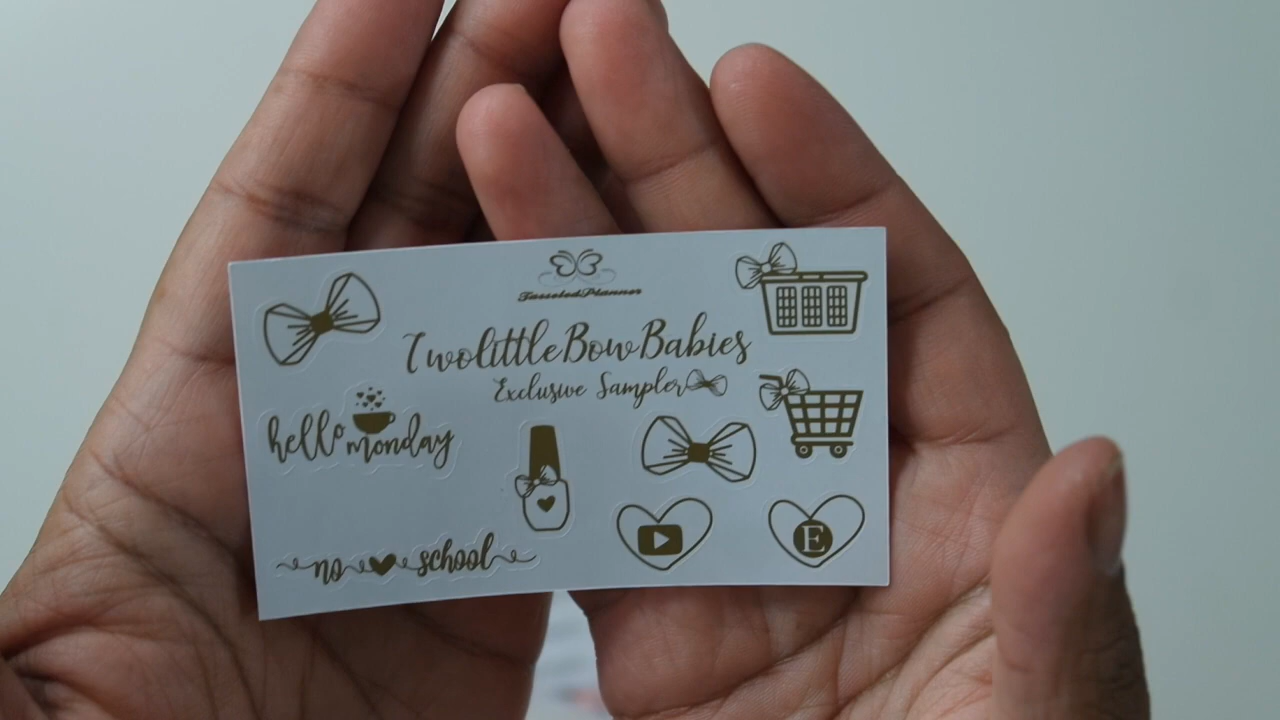 TasseledPlanner
TwolittleBowBabies
Exclusive Sampler
hello monday
no school
E